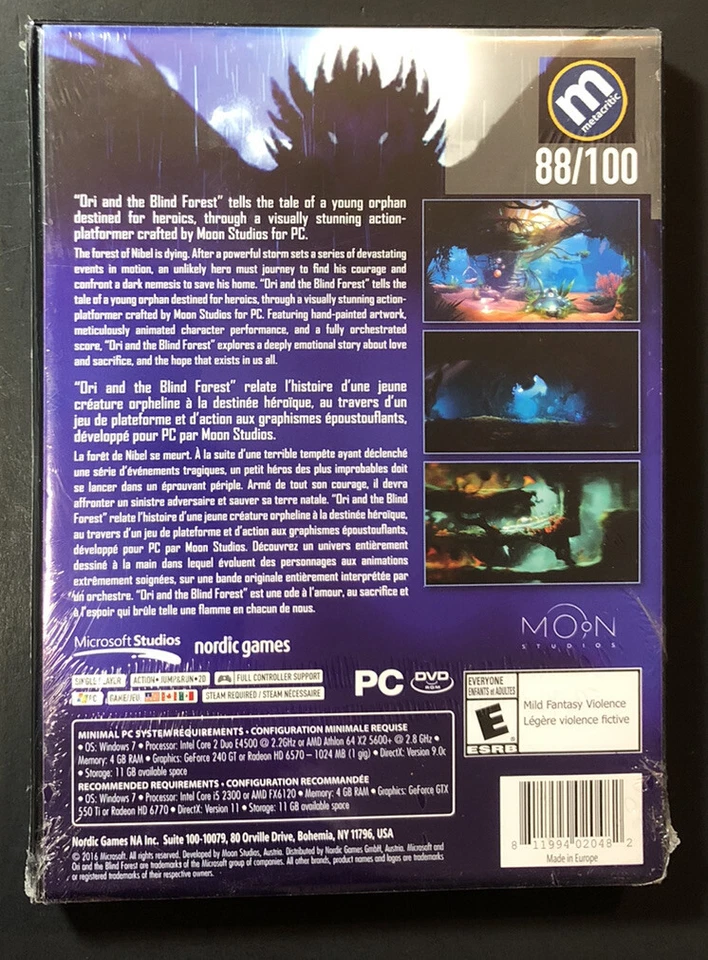 m
metacritic
88/100
"Ori and the Blind Forest" tells the tale of a young orphan
destined for heroics, through a visually stunning action-
platformer crafted by Moon Studios for PC.
The forest of Nibel is dying. After a powerful storm sets a series of devastating
events in motion, an unlikely hero must journey to find his courage and
confront a dark nemesis to save his home. "Ori and the Blind Forest" tells the
tale of a young orphan destined for heroics, through a visually stunning action-
platformer crafted by Moon Studios for PC. Featuring hand-painted artwork,
meticulously animated character performance, and a fully orchestrated
score, "Ori and the Blind Forest" explores a deeply emotional story about love
and sacrifice, and the hope that exists in us all.
"Ori and the Blind Forest" relate l'histoire d'une jeune
créature orpheline à la destinée héroïque, au travers d'un
jeu de plateforme et d'action aux graphismes époustouflants,
développé pour PC par Moon Studios.
La forêt de Nibel se meurt. À la suite d'une terrible tempête ayant déclenché
une série d'événements tragiques, un petit héros des plus improbables doit
se lancer dans un éprouvant périple. Armé de tout son courage, il devra
affronter un sinistre adversaire et sauver sa terre natale. "Ori and the Blind
Forest" relate l'histoire d'une jeune créature orpheline à la destinée héroïque,
au travers d'un jeu de plateforme et d'action aux graphismes époustouflants,
développé pour PC par Moon Studios. Découvrez un univers entièrement
dessiné à la main dans lequel évoluent des personnages aux animations
extrêmement soignées, sur une bande originale entièrement interprétée par
un orchestre. "Ori and the Blind Forest" est une ode à l'amour, au sacrifice et
à l'espoir qui brûle telle une flamme en chacun de nous.
Microsoft Studios nordic games
MOON
STUDIOS
SINGLE PLAYER ACTION • JUMP&RUN • 2D FULL CONTROLLER SUPPORT
PC GAME/JEU: STEAM REQUIRED / STEAM NÉCESSAIRE
PC DVD ROM
EVERYONE
ENFANTS et ADULTES
E
ESRB
Mild Fantasy Violence
Légère violence fictive
MINIMAL PC SYSTEM REQUIREMENTS • CONFIGURATION MINIMALE REQUISE
• OS: Windows 7 • Processor: Intel Core 2 Duo E4500 @ 2.2GHz or AMD Athlon 64 X2 5600+ @ 2.8 GHz •
Memory: 4 GB RAM • Graphics: GeForce 240 GT or Radeon HD 6570 – 1024 MB (1 gig) • DirectX: Version 9.0c
• Storage: 11 GB available space
RECOMMENDED REQUIREMENTS • CONFIGURATION RECOMMANDÉE
• OS: Windows 7 • Processor: Intel Core i5 2300 or AMD FX6120 • Memory: 4 GB RAM • Graphics: GeForce GTX
550 Ti or Radeon HD 6770 • DirectX: Version 11 • Storage: 11 GB available space
Nordic Games NA Inc. Suite 100-10079, 80 Orville Drive, Bohemia, NY 11796, USA
© 2016 Microsoft. All rights reserved. Developed by Moon Studios, Austria. Distributed by Nordic Games GmbH, Austria. Microsoft and
Ori and the Blind Forest are trademarks of the Microsoft group of companies. All other brands, product names and logos are trademarks
or registered trademarks of their respective owners.
8 11994 02048 2
Made in Europe